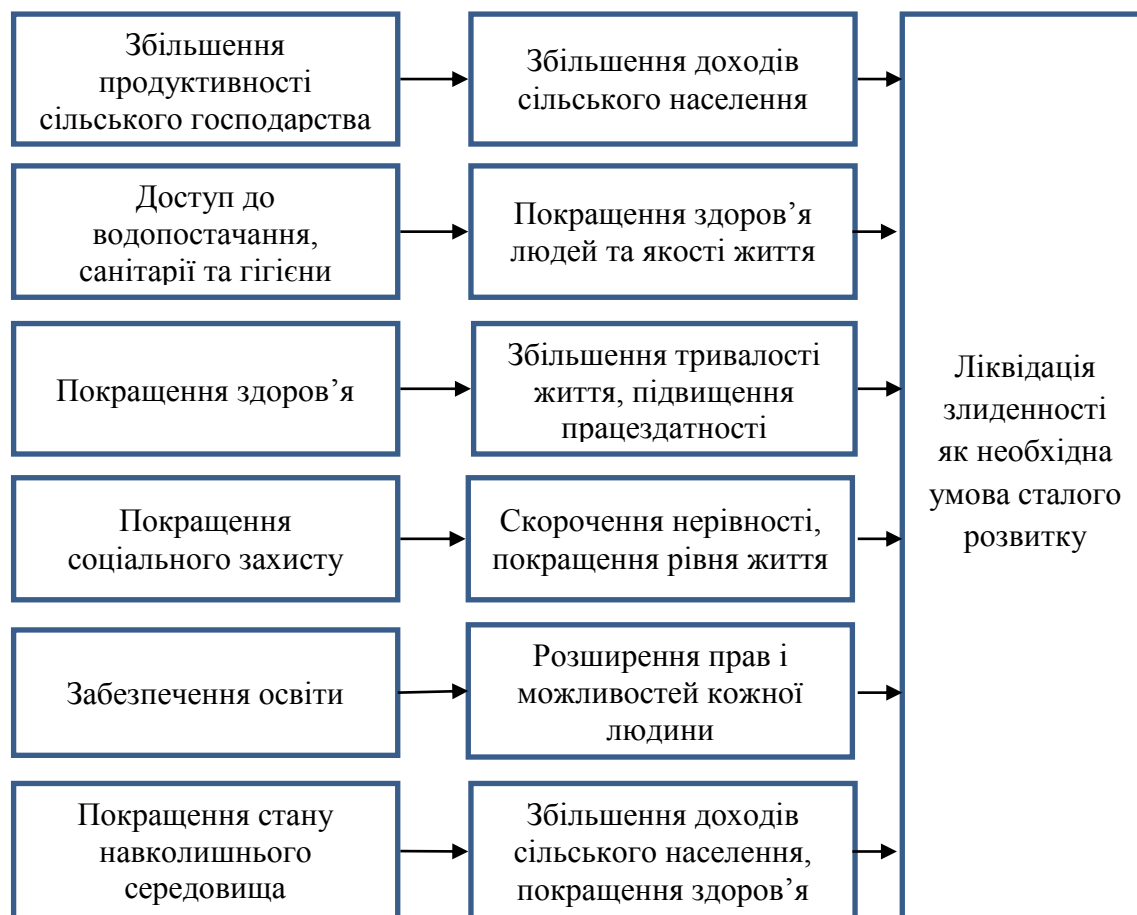 Збільшення
продуктивності
сільського господарства
Збільшення доходів
сільського населення
Доступ до
водопостачання,
санітарії та гігієни
Покращення здоров’я
людей та якості життя
Покращення здоров’я
Збільшення тривалості
життя, підвищення
працездатності
Покращення
соціального захисту
Скорочення нерівності,
покращення рівня життя
Забезпечення освіти
Розширення прав і
можливостей кожної
людини
Покращення стану
навколишнього
середовища
Збільшення доходів
сільського населення,
покращення здоров’я
Ліквідація
злиденності
як необхідна
умова сталого
розвитку